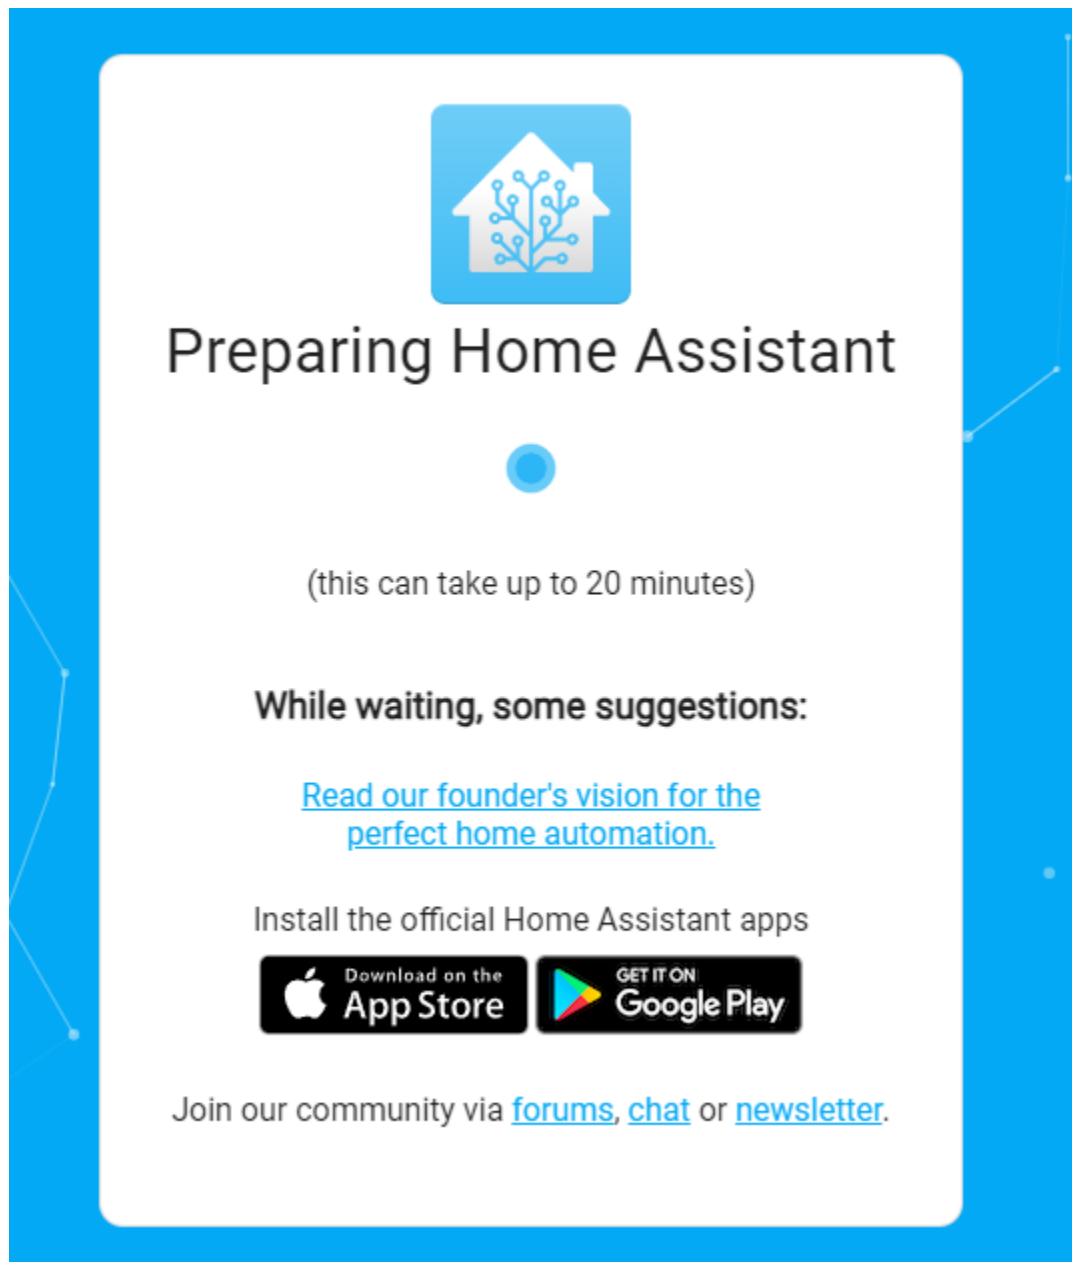 Preparing Home Assistant
(this can take up to 20 minutes)
While waiting, some suggestions:
Read our founder's vision for the
perfect home automation.
Install the official Home Assistant apps
Download on the
App Store
GET IT ON
Google Play
Join our community via forums, chat or newsletter.